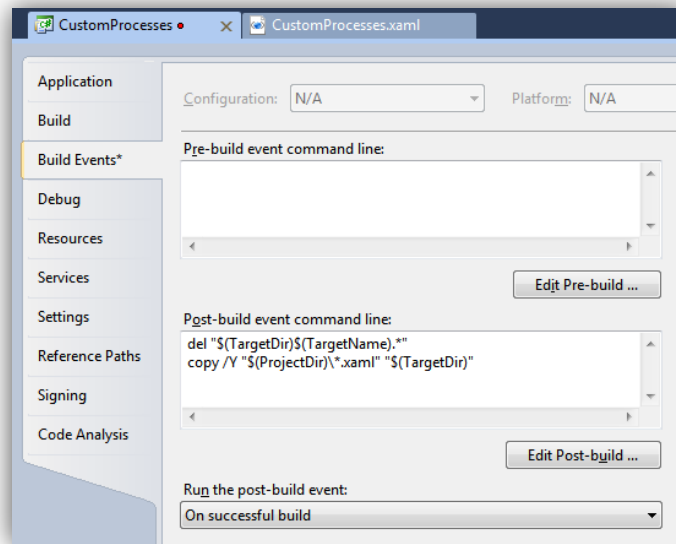 CustomProcesses
CustomProcesses.xaml
Application
Build
Build Events*
Debug
Resources
Services
Settings
Reference Paths
Signing
Code Analysis
Configuration: N/A Platform: N/A
Pre-build event command line:
Edit Pre-build ...
Post-build event command line:
del "$(TargetDir)$(TargetName).*"
copy /Y "$(ProjectDir)\*.xaml" "$(TargetDir)"
Edit Post-build ...
Run the post-build event:
On successful build